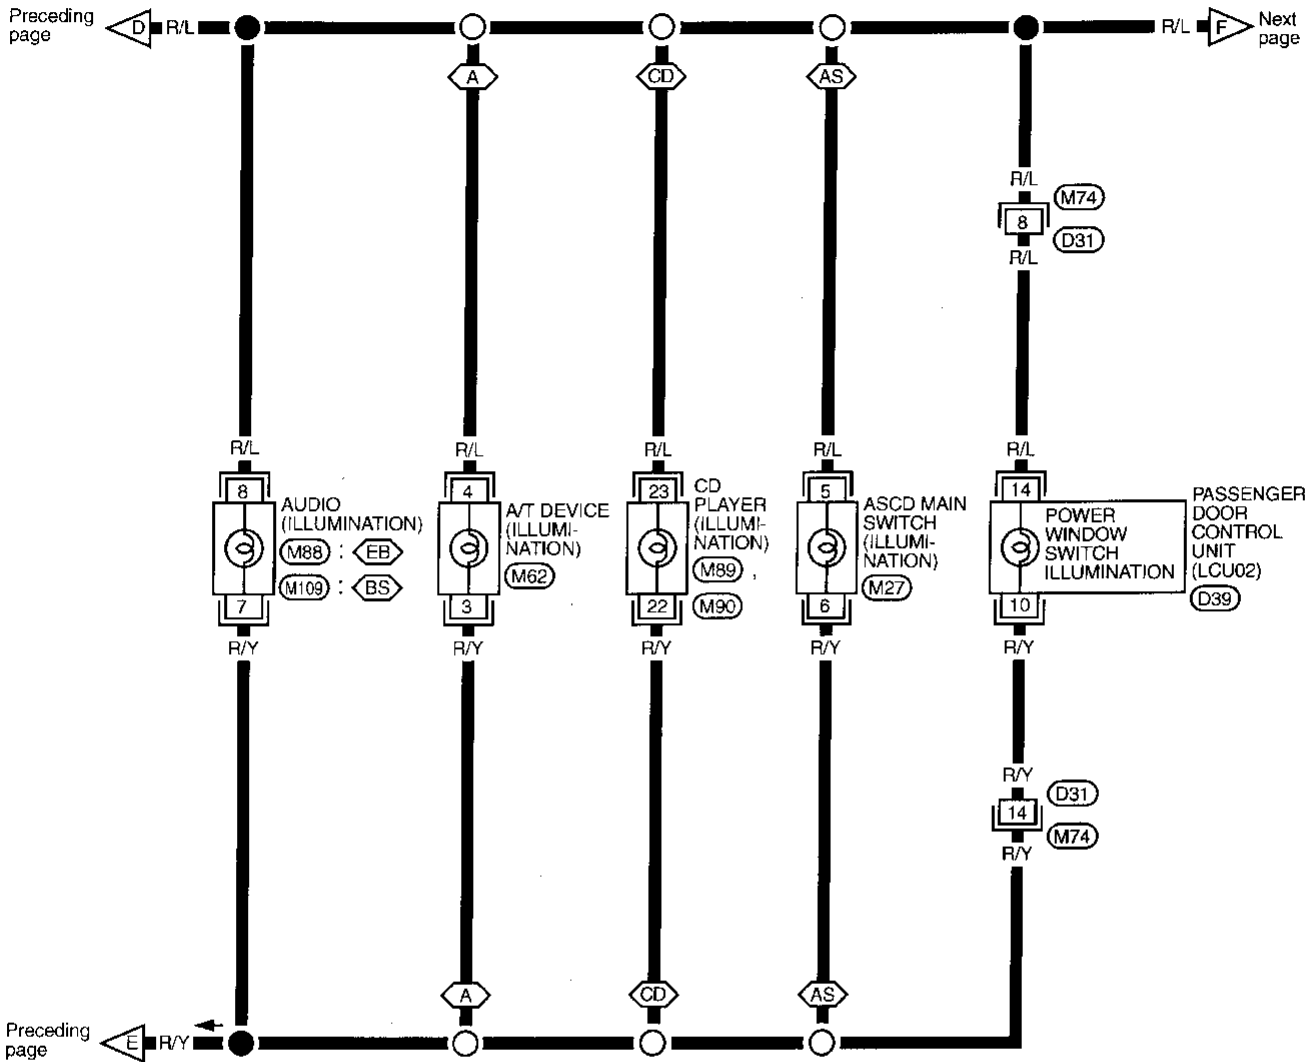 Preceding
page
D R/L
R/L F
Next
page
A
CD
AS
R/L
M74
8
D31
R/L
R/L
R/L
R/L
R/L
R/L
8
AUDIO
(ILLUMINATION)
M88 : EB
M109 : BS
7
4
A/T DEVICE
(ILLUMI-
NATION)
M62
3
23
CD
PLAYER
(ILLUMI-
NATION)
M89
M90
22
5
ASCD MAIN
SWITCH
(ILLUMI-
NATION)
M27
6
14
POWER
WINDOW
SWITCH
ILLUMINATION
10
PASSENGER
DOOR
CONTROL
UNIT
(LCU02)
D39
R/Y
R/Y
R/Y
R/Y
R/Y
R/Y
D31
14
M74
R/Y
A
CD
AS
Preceding
page
E R/Y